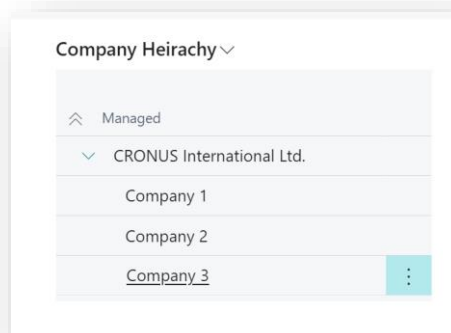 Company Heirachy
Managed
CRONUS International Ltd.
Company 1
Company 2
Company 3